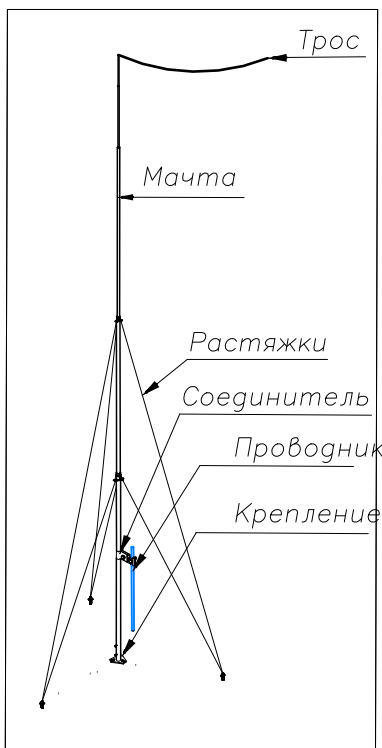 Трос
Мачта
Растяжки
Соединитель
Проводник
Крепление